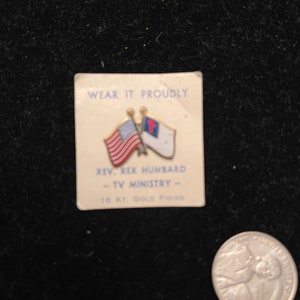 WEAR IT PROUDLY
REV. REX HUMBARD
- TV MINISTRY -
18 KT. GOLD FINISH